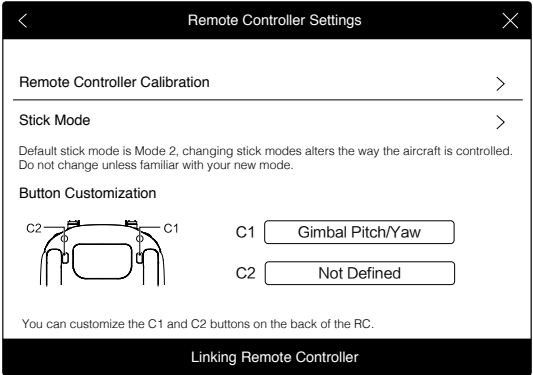 Remote Controller Settings
Remote Controller Calibration
Stick Mode
Default stick mode is Mode 2, changing stick modes alters the way the aircraft is controlled.
Do not change unless familiar with your new mode.
Button Customization
C2 C1
C1 Gimbal Pitch/Yaw
C2 Not Defined
You can customize the C1 and C2 buttons on the back of the RC.
Linking Remote Controller